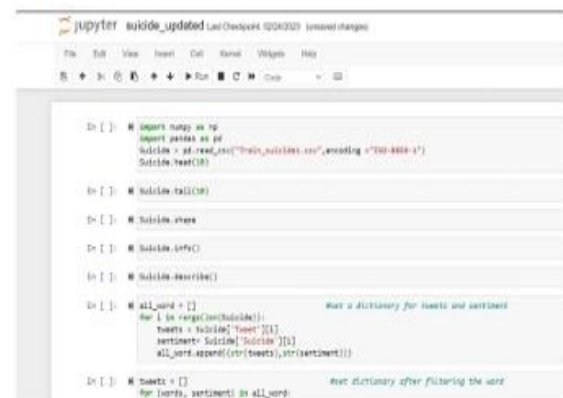 jupyter suicide_updated Last Checkpoint: 02/24/2023 (unsaved changes)
File Edit View Insert Cell Kernel Widgets Help
Run Code
In [ ]: import numpy as np
import pandas as pd
Suicide = pd.read_csv("Train_suicides.csv",encoding ="ISO-8859-1")
Suicide.head(10)
In [ ]: Suicide.tail(10)
In [ ]: Suicide.shape
In [ ]: Suicide.info()
In [ ]: Suicide.describe()
In [ ]: all_word = [] #set a dictionary for tweets and sentiment
for i in range(len(Suicide)):
tweets = Suicide['Tweet'][i]
sentiment= Suicide['Suicide'][i]
all_word.append((str(tweets),str(sentiment)))
In [ ]: tweets = [] #set dictionary after filtering the word
for (words, sentiment) in all_word: